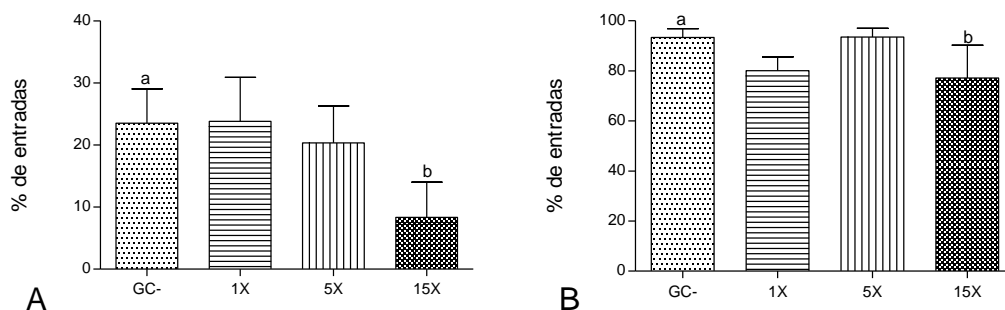 % de entradas
40
30
20
10
0
a
b
GC-
1X
5X
15X
A
% de entradas
100
80
60
40
20
0
a
b
GC-
1X
5X
15X
B